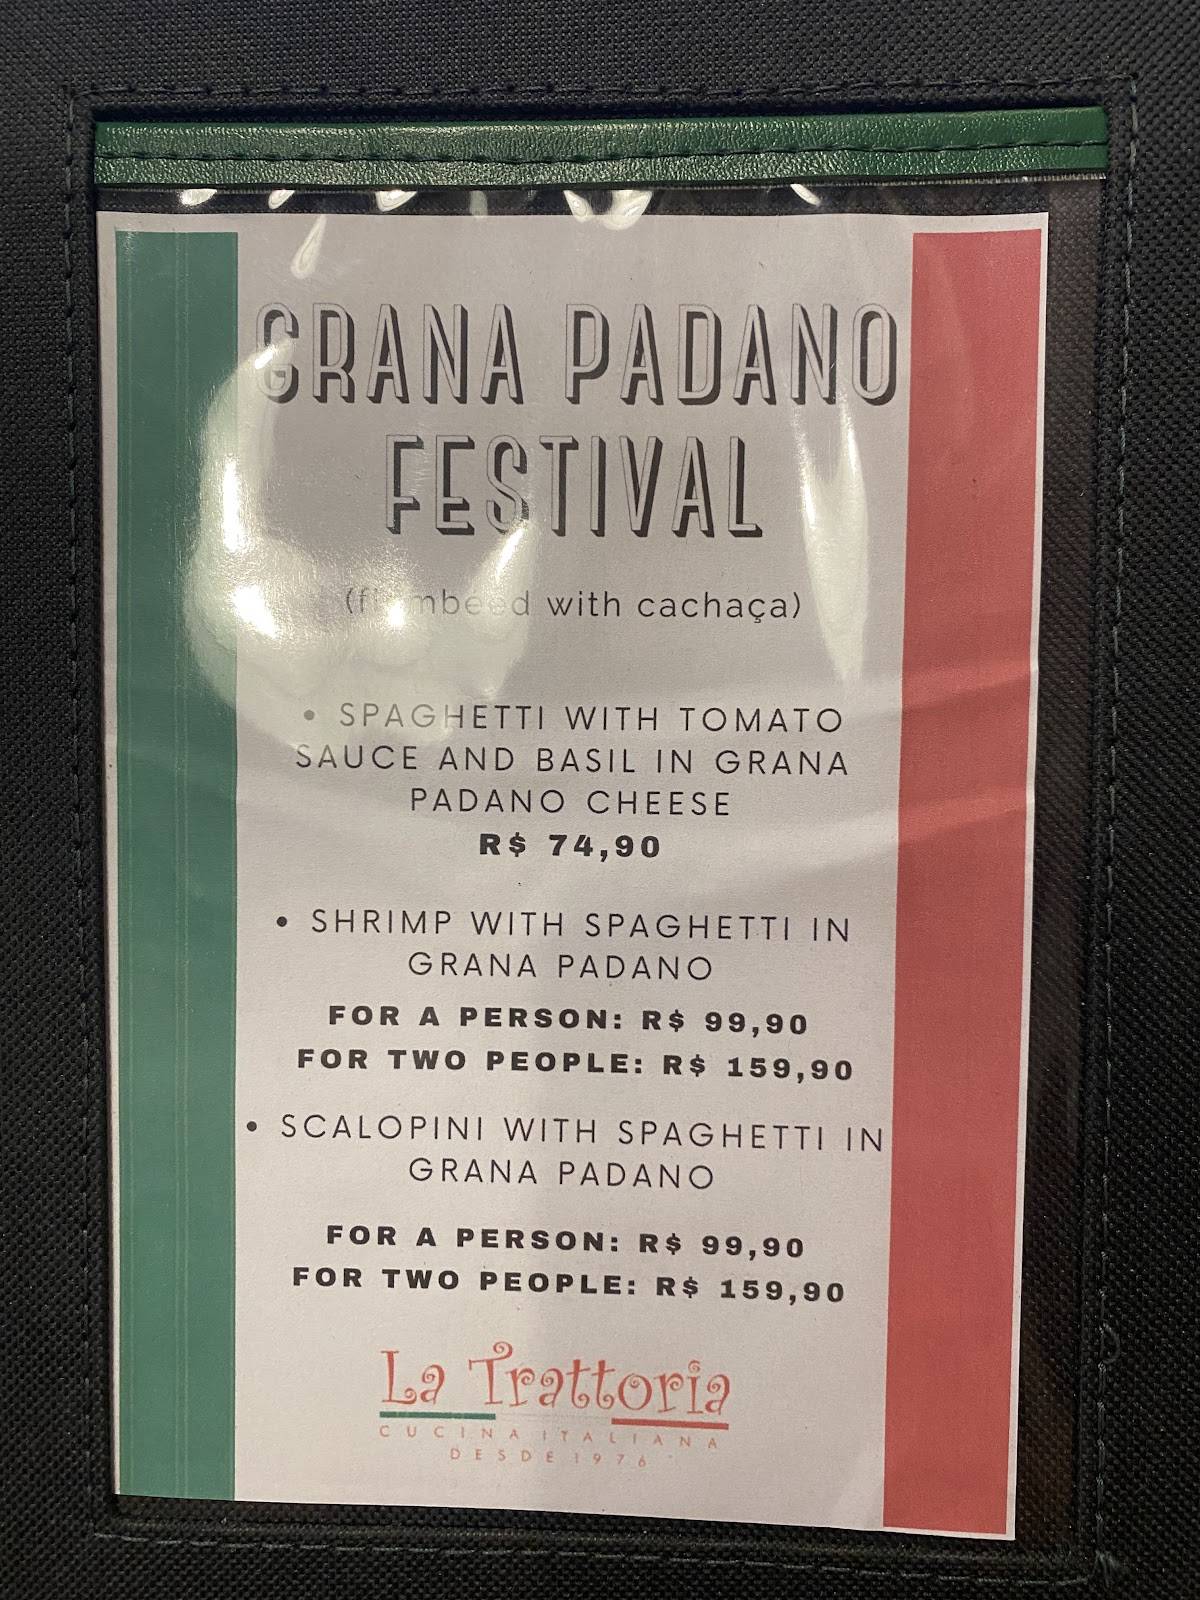 GRANA PADANO
FESTIVAL
(flambeed with cachaça)
• SPAGHETTI WITH TOMATO
SAUCE AND BASIL IN GRANA
PADANO CHEESE
R$ 74,90
• SHRIMP WITH SPAGHETTI IN
GRANA PADANO
FOR A PERSON: R$ 99,90
FOR TWO PEOPLE: R$ 159,90
• SCALOPINI WITH SPAGHETTI IN
GRANA PADANO
FOR A PERSON: R$ 99,90
FOR TWO PEOPLE: R$ 159,90
La Trattoria
CUCINA ITALIANA
DESDE 1976